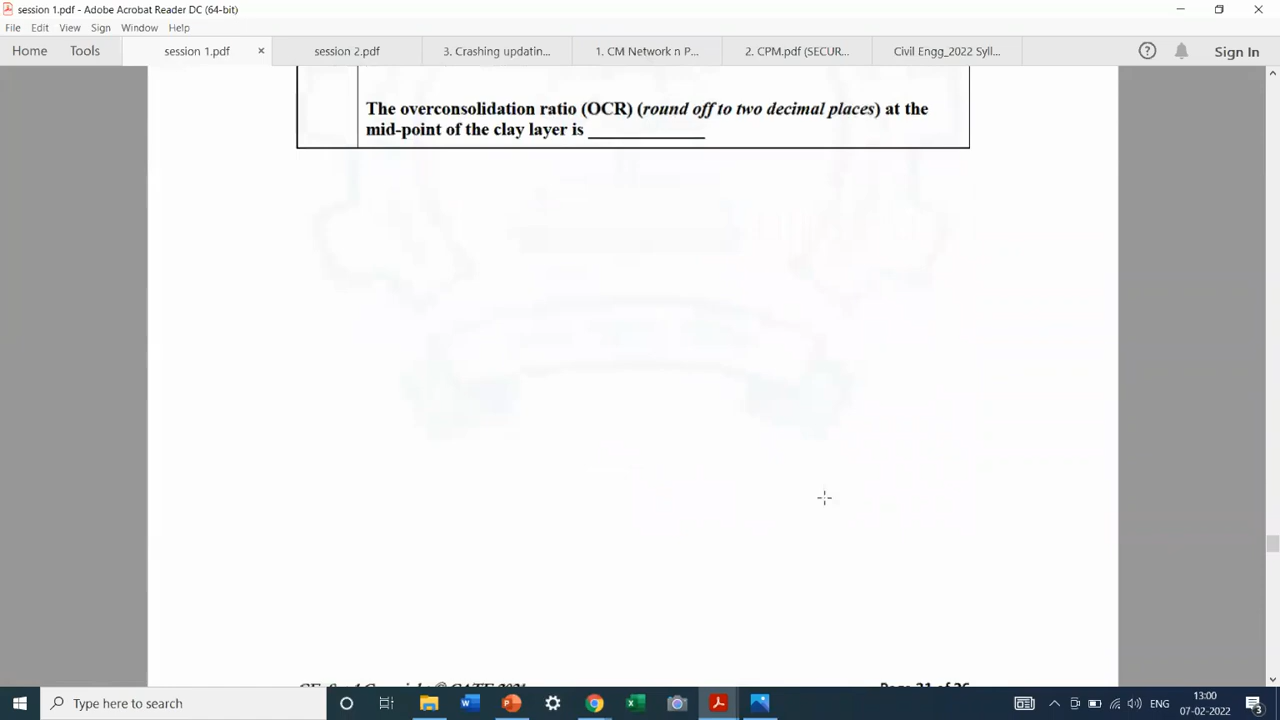 session 1.pdf - Adobe Acrobat Reader DC (64-bit)
File Edit View Sign Window Help
Home Tools session 1.pdf × session 2.pdf 3. Crashing updatin... 1. CM Network n P... 2. CPM.pdf (SECUR... Civil Engg_2022 Syll... Sign In
The overconsolidation ratio (OCR) (round off to two decimal places) at the
mid-point of the clay layer is ____________
Type here to search
ENG
13:00
07-02-2022
3